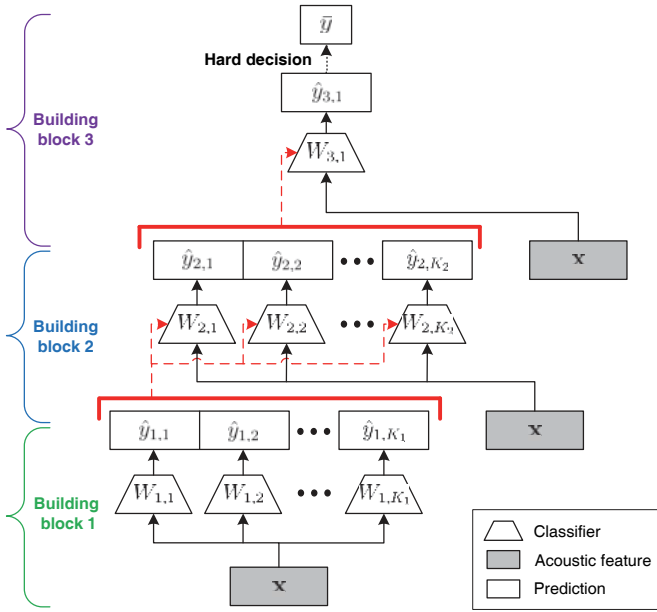 ȳ
Hard decision
ŷ3,1
Building
block 3
W3,1
x
ŷ2,1 ŷ2,2 ••• ŷ2,K2
Building
block 2
W2,1 W2,2 ••• W2,K2
x
ŷ1,1 ŷ1,2 ••• ŷ1,K1
Building
block 1
W1,1 W1,2 ••• W1,K1
x
Classifier
Acoustic feature
Prediction